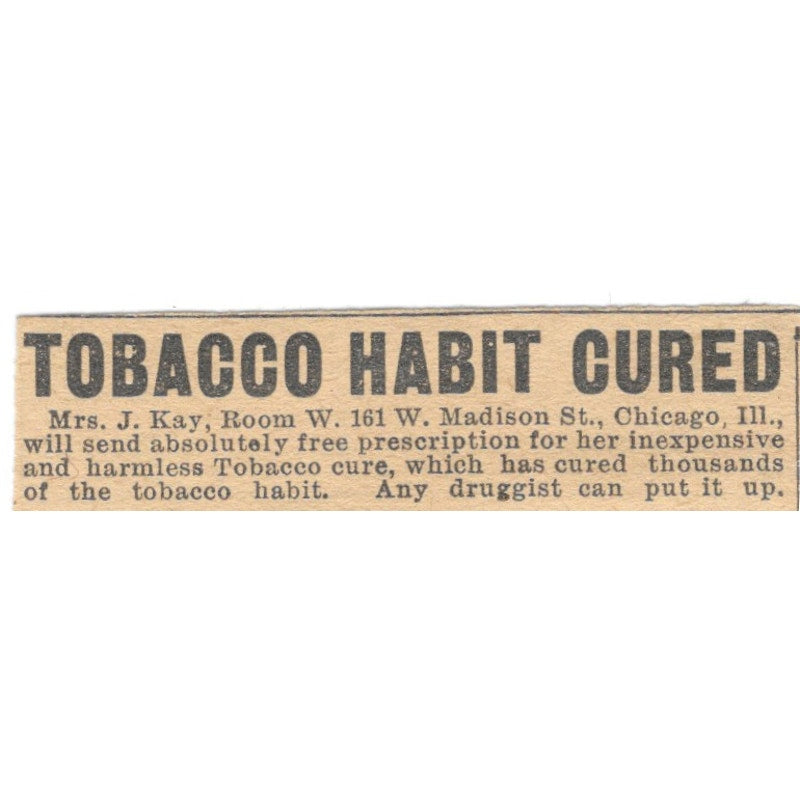 TOBACCO HABIT CURED
Mrs. J. Kay, Room W. 161 W. Madison St., Chicago, Ill.,
will send absolutely free prescription for her inexpensive
and harmless Tobacco cure, which has cured thousands
of the tobacco habit. Any druggist can put it up.